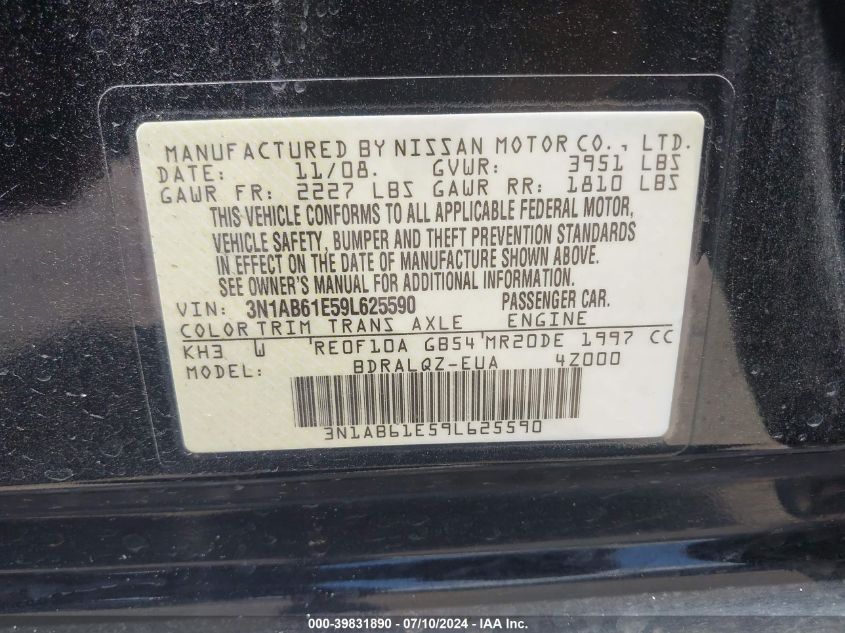 MANUFACTURED BY NISSAN MOTOR CO., LTD.
DATE: 11/08. GVWR: 3951 LBS
GAWR FR: 2227 LBS GAWR RR: 1810 LBS
THIS VEHICLE CONFORMS TO ALL APPLICABLE FEDERAL MOTOR,
VEHICLE SAFETY, BUMPER AND THEFT PREVENTION STANDARDS
IN EFFECT ON THE DATE OF MANUFACTURE SHOWN ABOVE.
SEE OWNER'S MANUAL FOR ADDITIONAL INFORMATION.
VIN: 3N1AB61E59L625590 PASSENGER CAR.
COLOR TRIM TRANS AXLE ENGINE
KH3 W 'RE0F10A GB54 'MR20DE 1997 CC
MODEL: BDRALQZ-EUA 4Z000
3N1AB61E59L625590
000-39831890 / 07/10/2024 - © IAA Holdings, LLC.